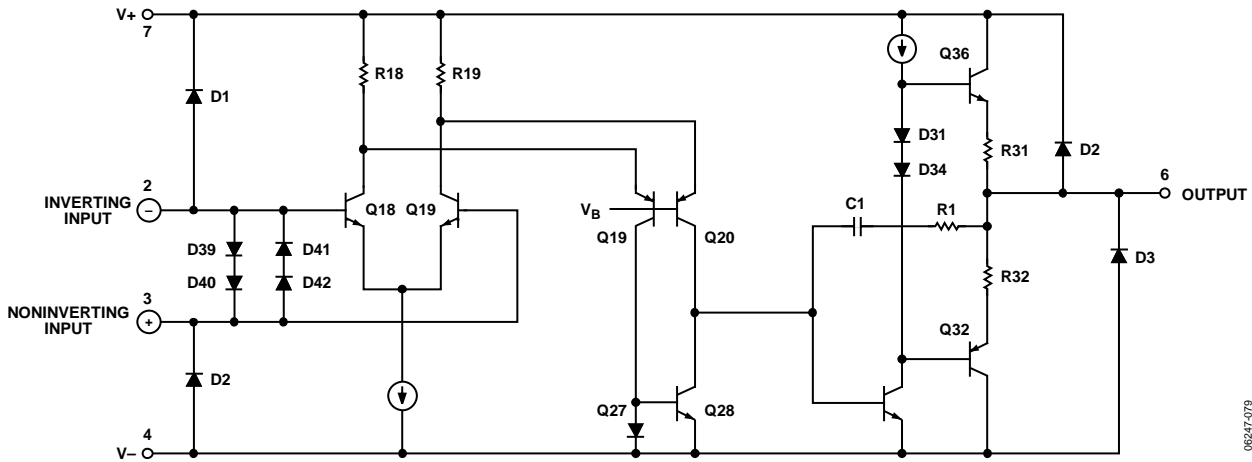 V+
7
R18
R19
Q36
D1
D31
R31
D2
D34
2
INVERTING
INPUT
–
6
OUTPUT
Q18
Q19
VB
C1
R1
D39
D41
Q19
Q20
D3
D40
D42
R32
3
NONINVERTING
INPUT
+
Q32
D2
Q27
Q28
4
V–
06247-079